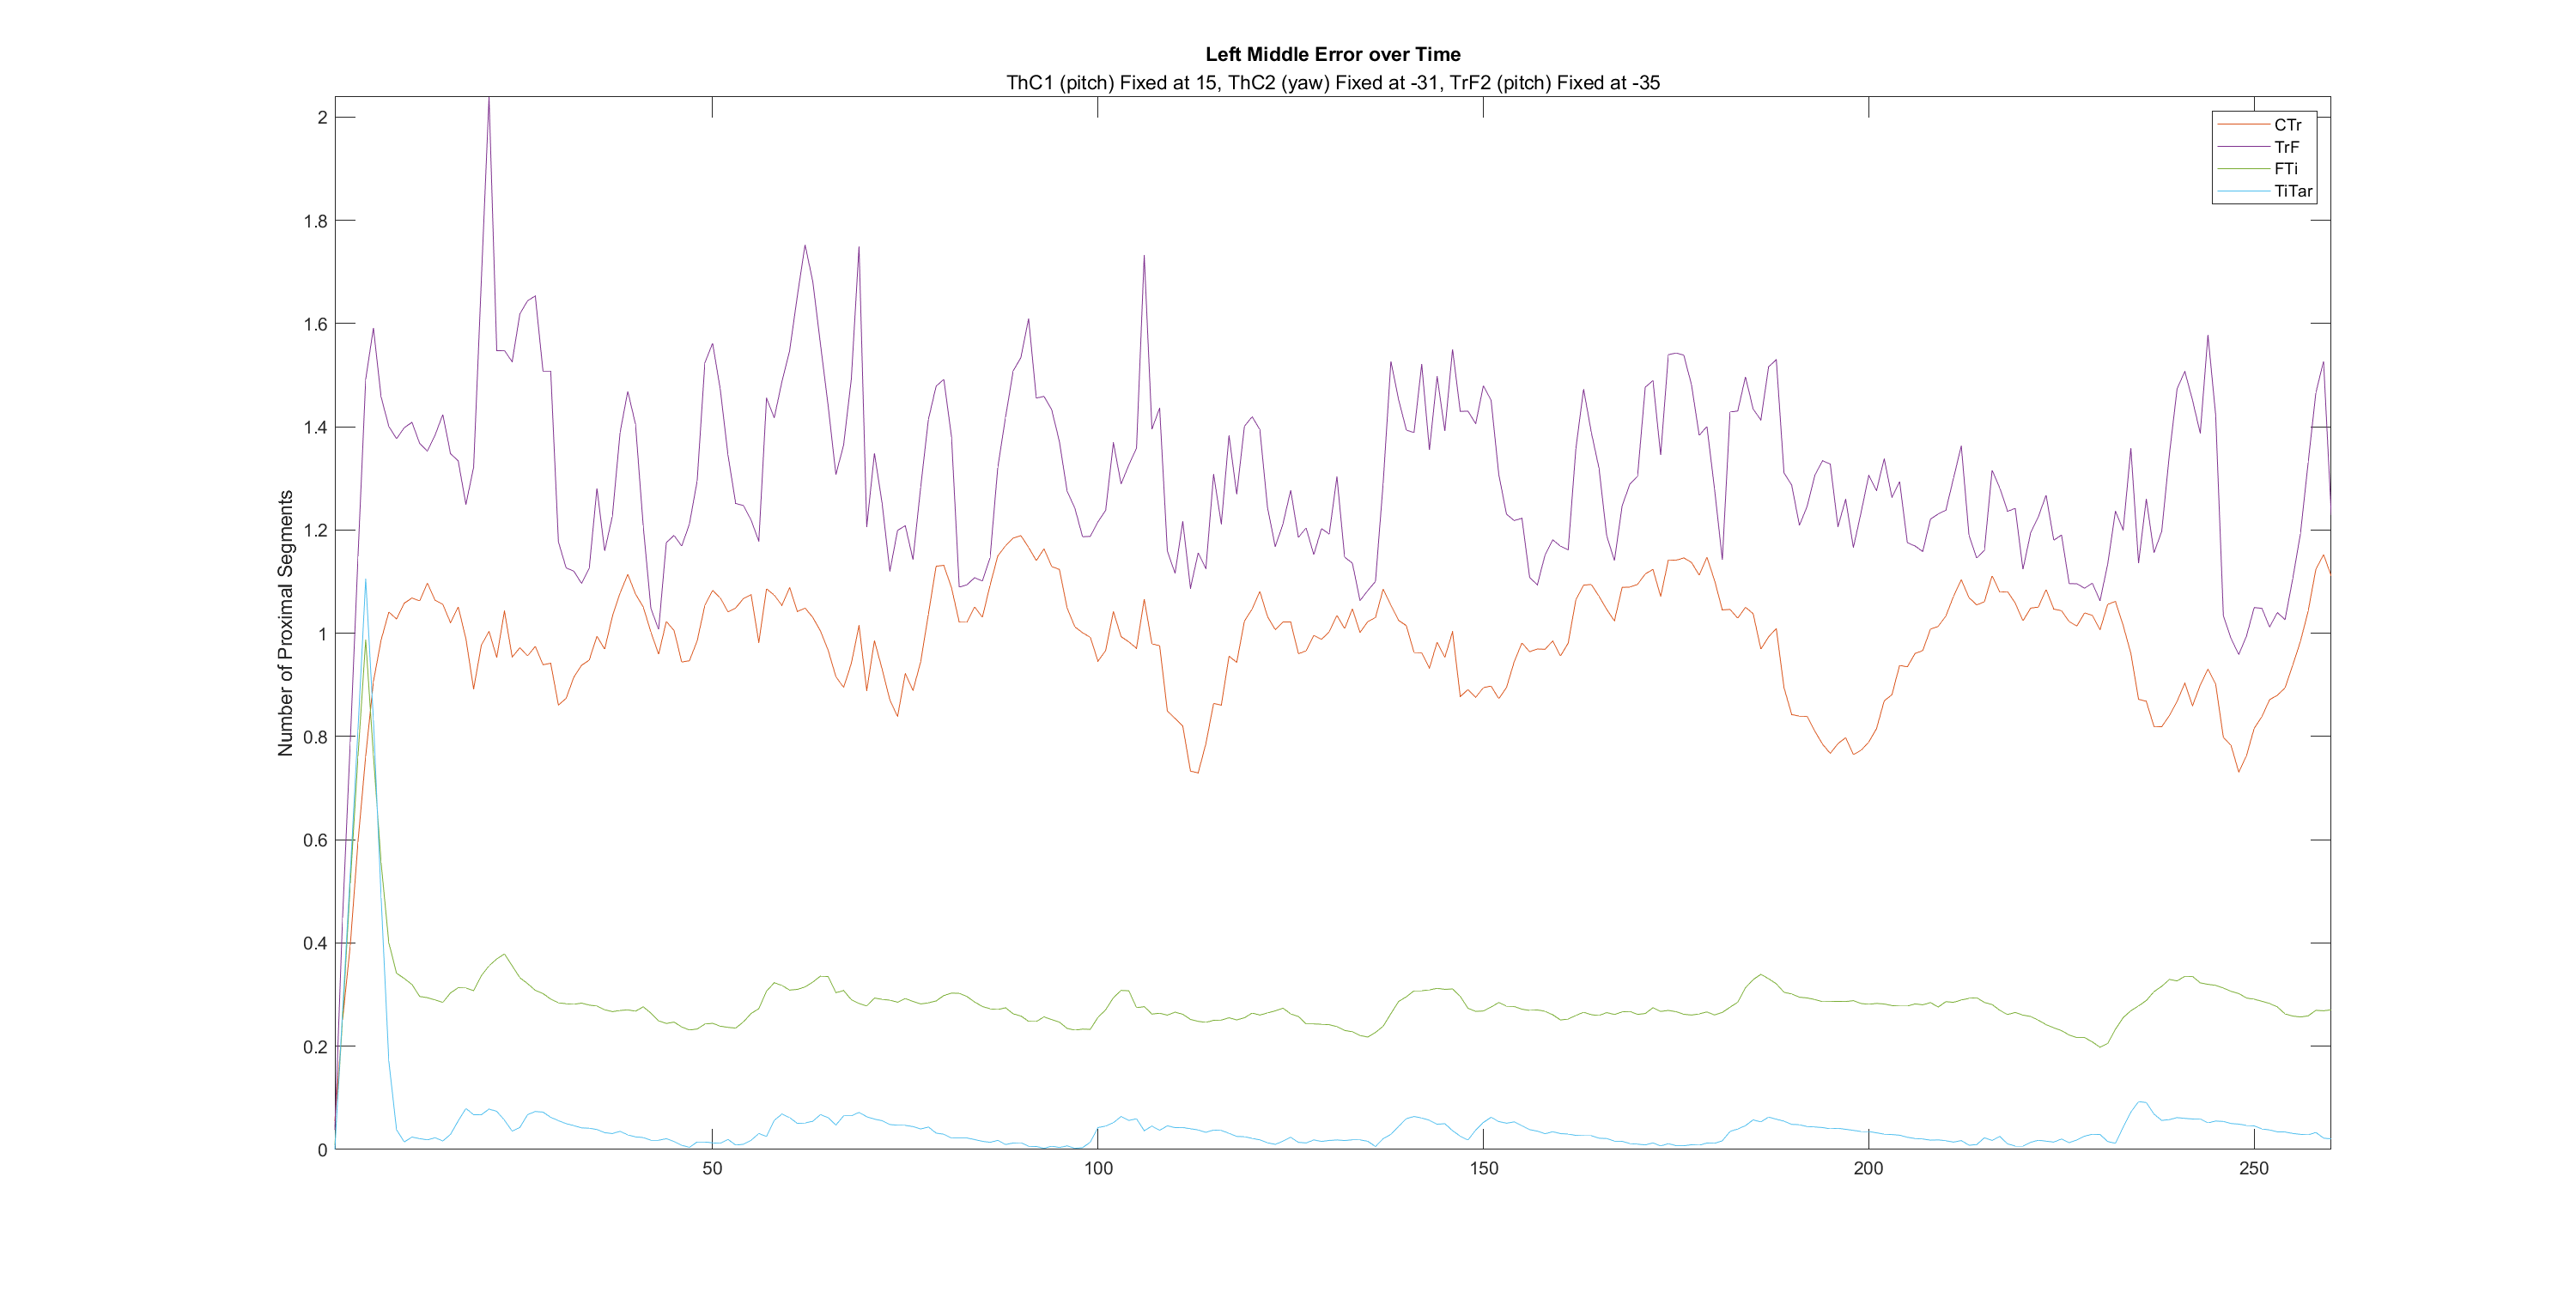 Left Middle Error over Time
ThC1 (pitch) Fixed at 15, ThC2 (yaw) Fixed at -31, TrF2 (pitch) Fixed at -35
CTr
TrF
FTi
TiTar
Number of Proximal Segments
2
1.8
1.6
1.4
1.2
1
0.8
0.6
0.4
0.2
0
50
100
150
200
250